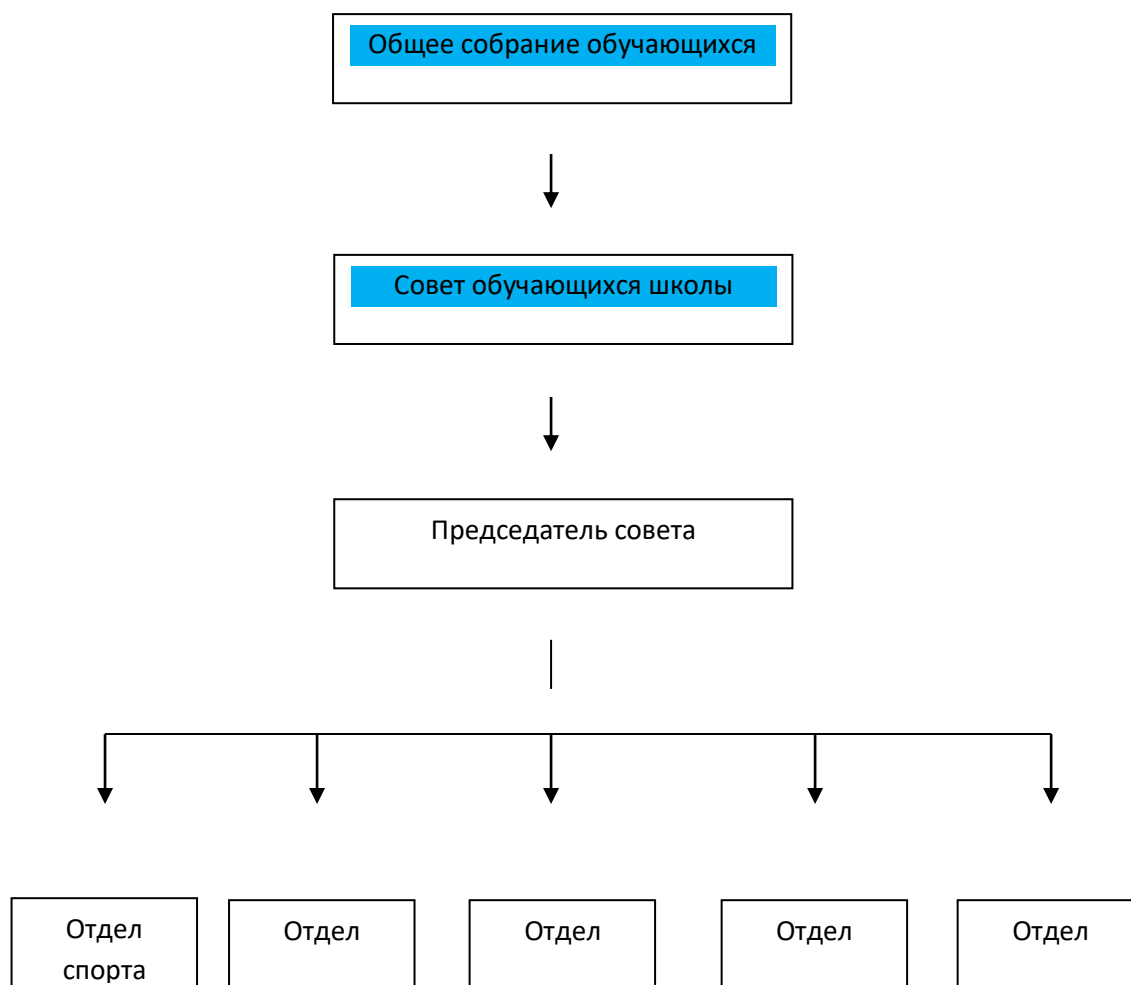 Общее собрание обучающихся
Совет обучающихся школы
Председатель совета
Отдел
спорта
Отдел
Отдел
Отдел
Отдел